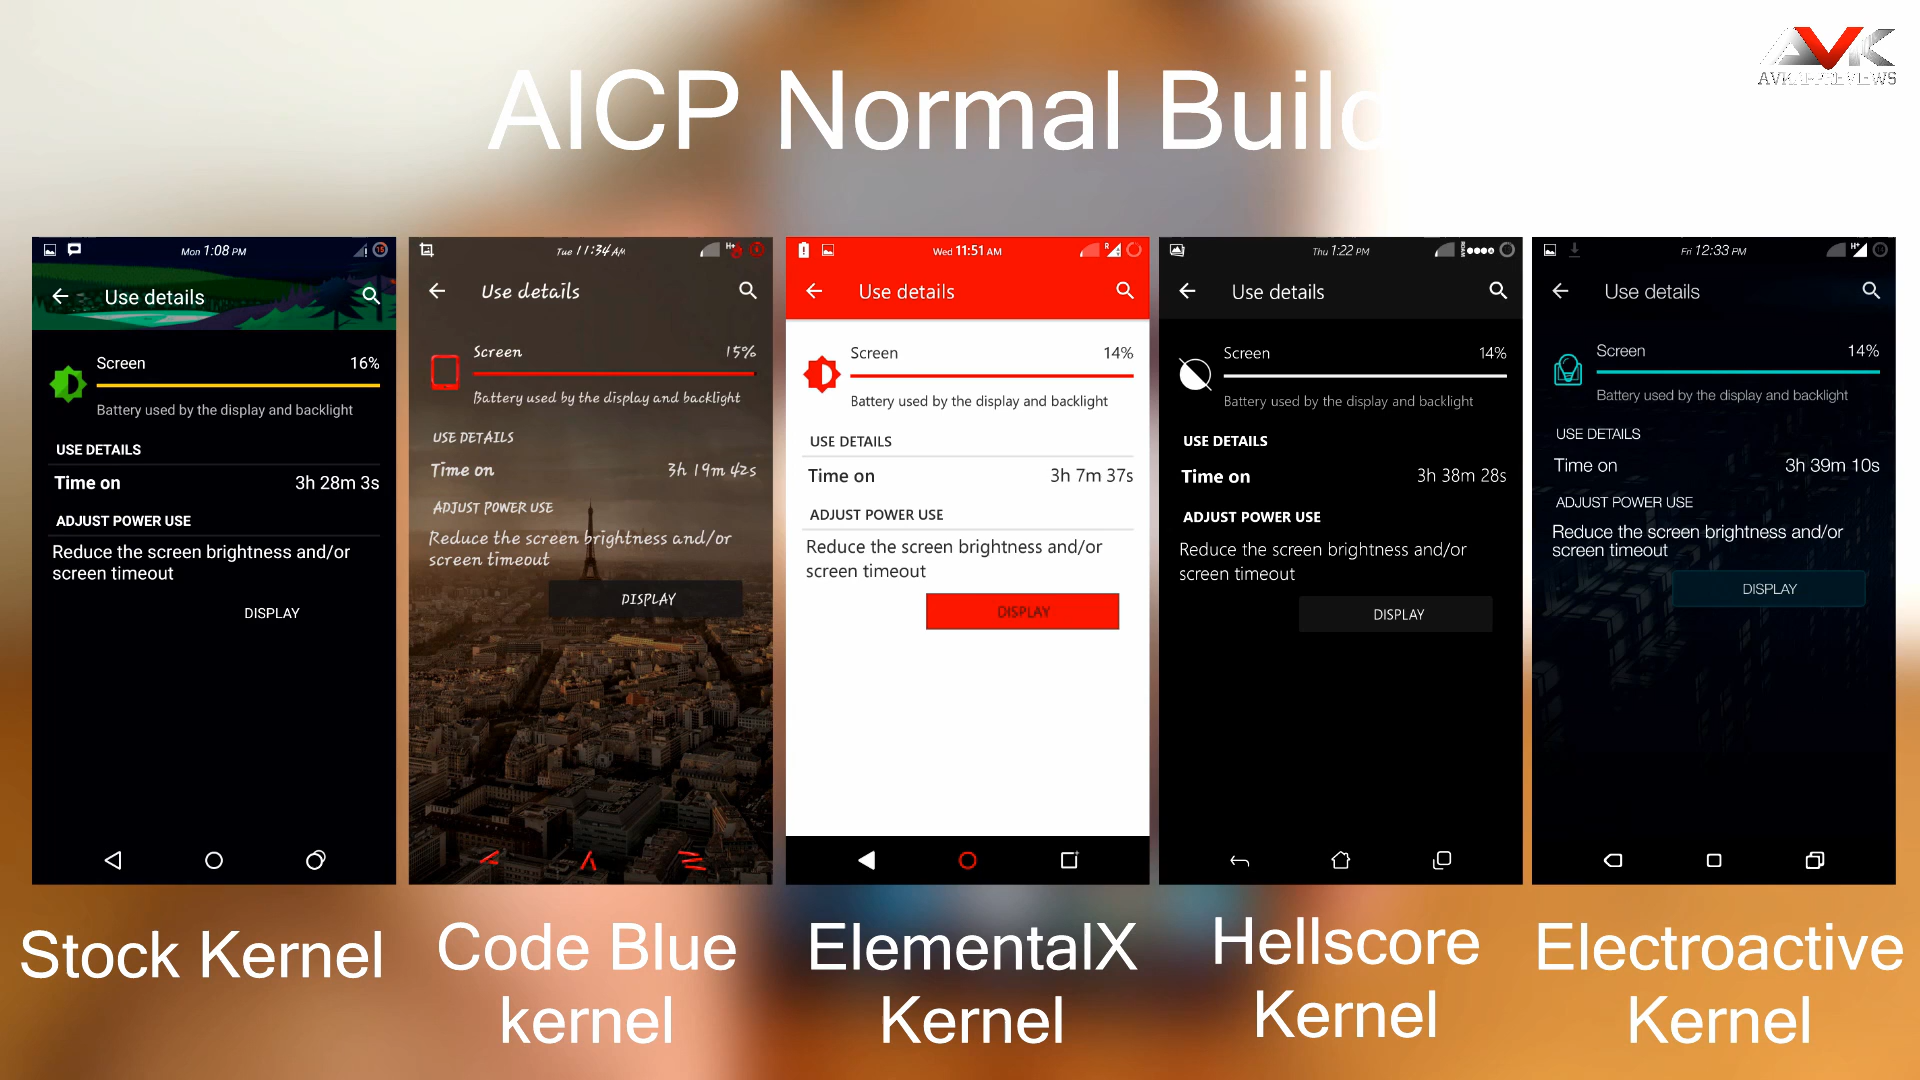 AICP Normal Build
AVK
Mon 1:08 PM
15
Use details
Screen 16%
Battery used by the display and backlight
USE DETAILS
Time on 3h 28m 3s
ADJUST POWER USE
Reduce the screen brightness and/or
screen timeout
DISPLAY
Stock Kernel
Tue 11:34 AM
H+
Use details
Screen 15%
Battery used by the display and backlight
USE DETAILS
Time on 3h 19m 42s
ADJUST POWER USE
Reduce the screen brightness and/or
screen timeout
DISPLAY
Code Blue
kernel
Wed 11:51 AM
R
Use details
Screen 14%
Battery used by the display and backlight
USE DETAILS
Time on 3h 7m 37s
ADJUST POWER USE
Reduce the screen brightness and/or
screen timeout
DISPLAY
ElementalX
Kernel
Thu 1:22 PM
Use details
Screen 14%
Battery used by the display and backlight
USE DETAILS
Time on 3h 38m 28s
ADJUST POWER USE
Reduce the screen brightness and/or
screen timeout
DISPLAY
Hellscore
Kernel
Fri 12:33 PM
H+
Use details
Screen 14%
Battery used by the display and backlight
USE DETAILS
Time on 3h 39m 10s
ADJUST POWER USE
Reduce the screen brightness and/or
screen timeout
DISPLAY
Electroactive
Kernel